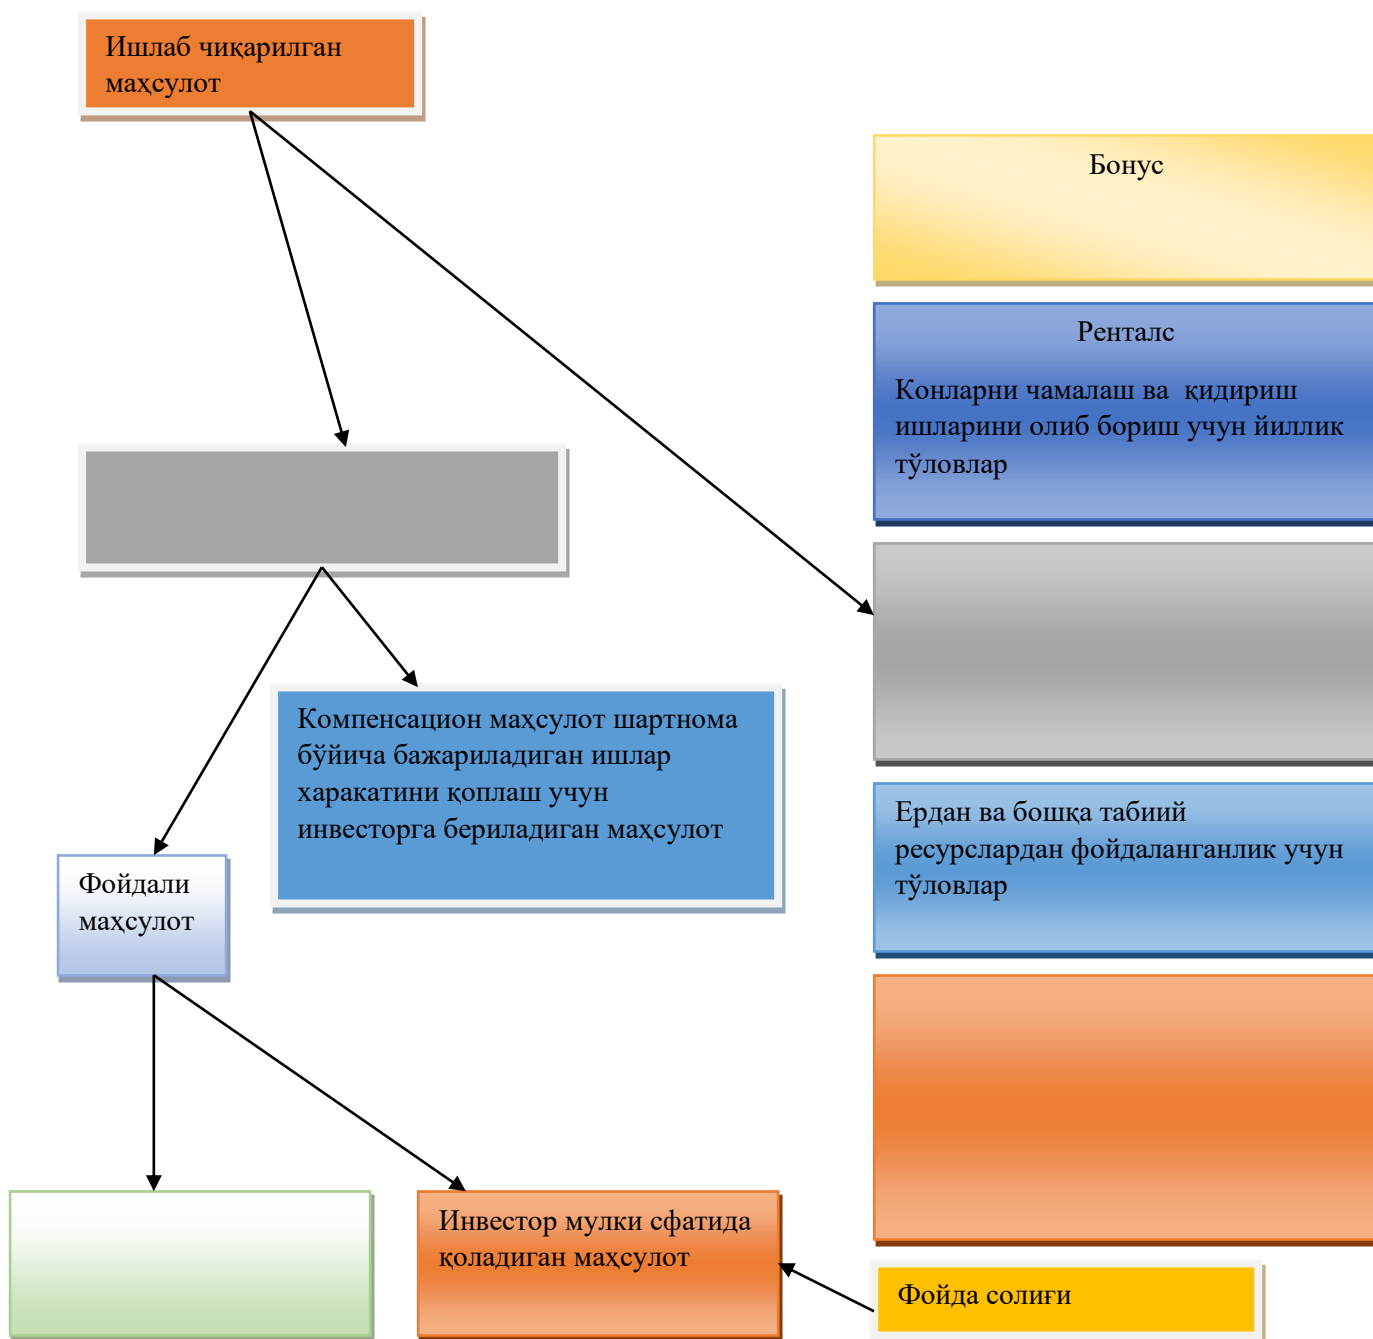 Ишлаб чиқарилган
маҳсулот
Бонус
Ренталс
Конларни чамалаш ва қидириш
ишларини олиб бориш учун йиллик
тўловлар
Компенсацион маҳсулот шартнома
бўйича бажариладиган ишлар
харакатини қоплаш учун
инвесторга бериладиган маҳсулот
Ердан ва бошқа табиий
ресурслардан фойдаланганлик учун
тўловлар
Фойдали
маҳсулот
Инвестор мулки сфатида
қоладиган маҳсулот
Фойда солиғи